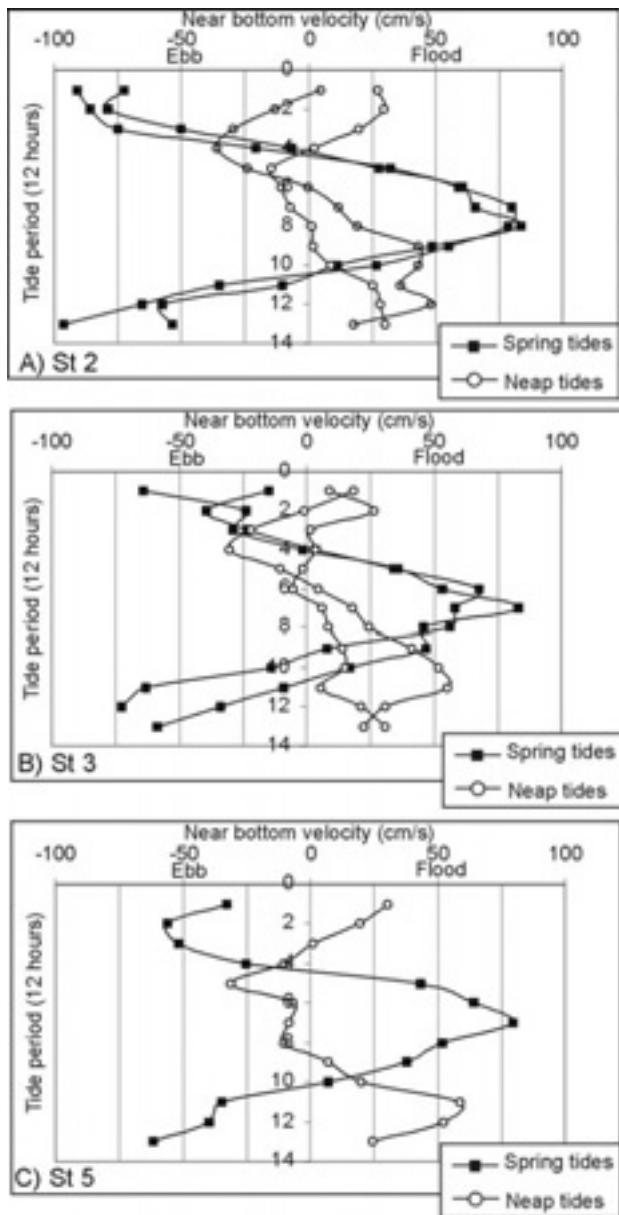 Near bottom velocity (cm/s)
-100 -50 0 50 100
Ebb Flood
0
2
4
6
8
10
12
14
Tide period (12 hours)
A) St 2
Spring tides
Neap tides
Near bottom velocity (cm/s)
-100 -50 0 50 100
Ebb Flood
0
2
4
6
8
10
12
14
Tide period (12 hours)
B) St 3
Spring tides
Neap tides
Near bottom velocity (cm/s)
-100 -50 0 50 100
Ebb Flood
0
2
4
6
8
10
12
14
Tide period (12 hours)
C) St 5
Spring tides
Neap tides